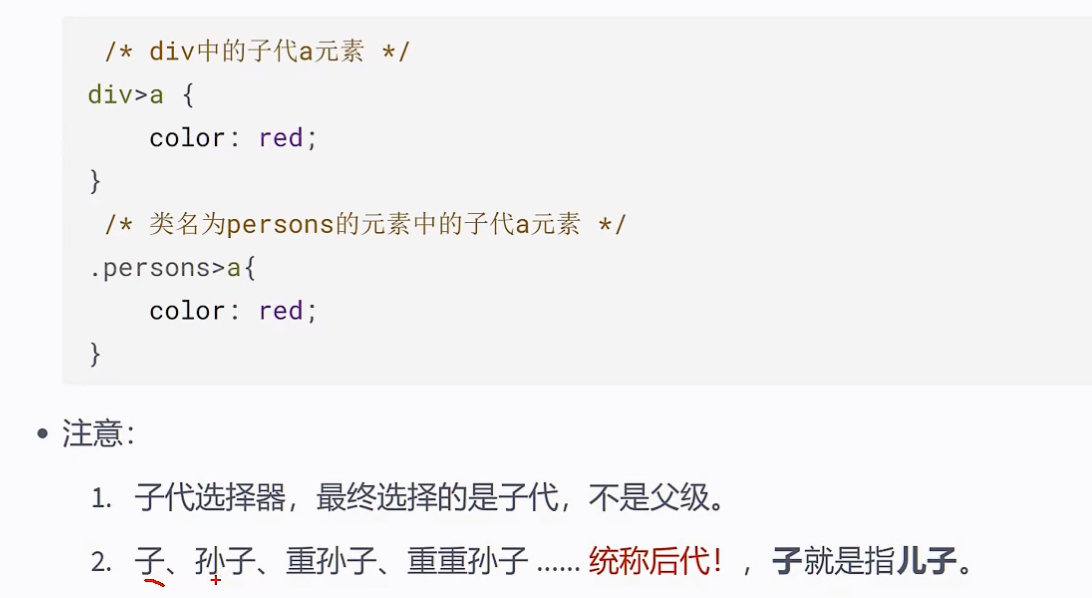 /* div中的子代a元素 */
div>a {
color: red;
}
/* 类名为persons的元素中的子代a元素 */
.persons>a{
color: red;
}
• 注意：
1. 子代选择器，最终选择的是子代，不是父级。
2. 子、孙子、重孙子、重重孙子 ...... 统称后代！，子就是指儿子。